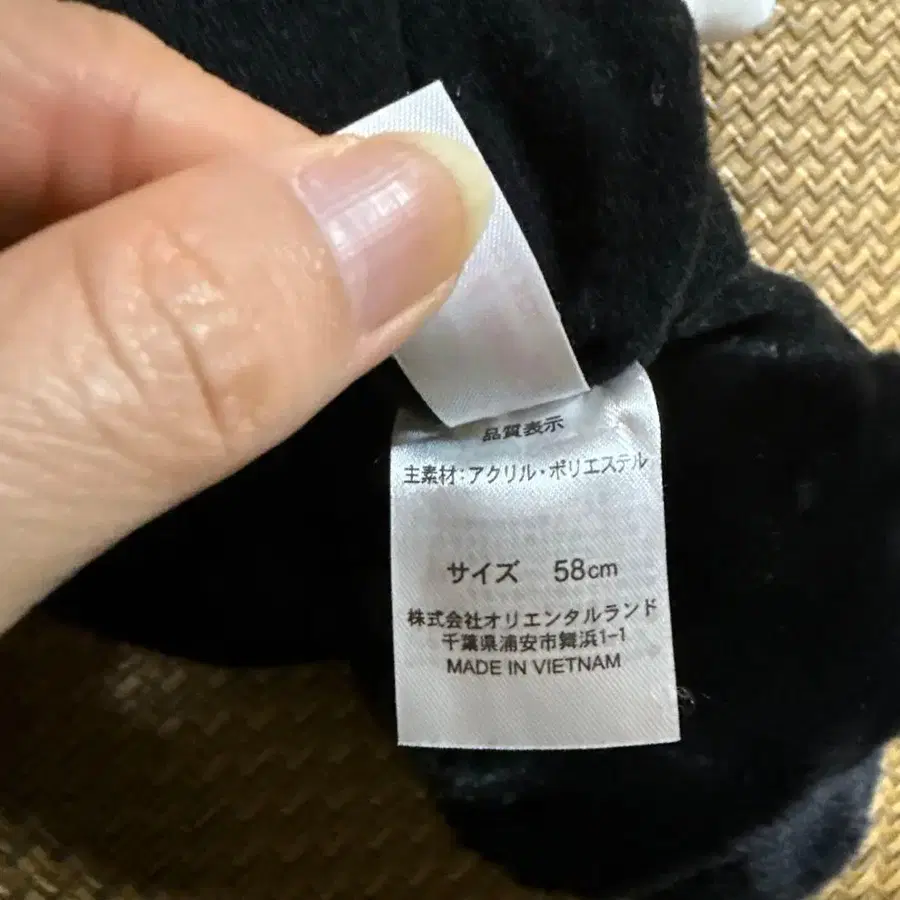 品質表示
主素材:アクリル・ポリエステル
サイズ 58cm
株式会社オリエンタルランド
千葉県浦安市舞浜1-1
MADE IN VIETNAM